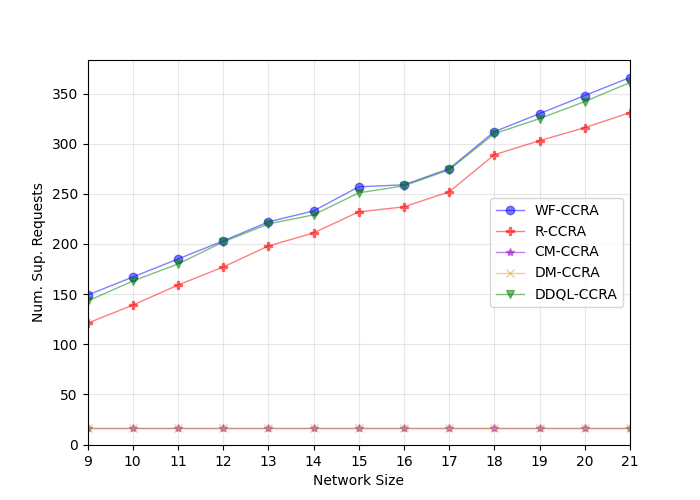 350
300
250
200
150
100
50
0
Num. Sup. Requests
WF-CCRA
R-CCRA
CM-CCRA
DM-CCRA
DDQL-CCRA
9 10 11 12 13 14 15 16 17 18 19 20 21
Network Size